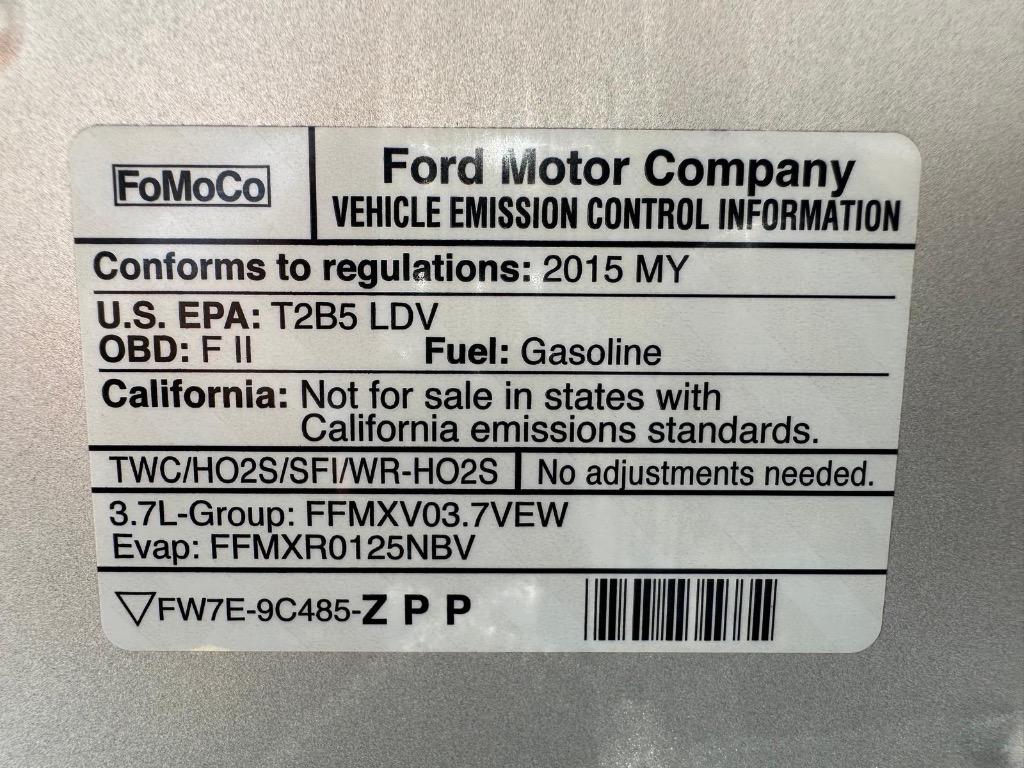 FoMoCo
Ford Motor Company
VEHICLE EMISSION CONTROL INFORMATION
Conforms to regulations: 2015 MY
U.S. EPA: T2B5 LDV
OBD: F II Fuel: Gasoline
California: Not for sale in states with
California emissions standards.
TWC/HO2S/SFI/WR-HO2S No adjustments needed.
3.7L-Group: FFMXV03.7VEW
Evap: FFMXR0125NBV
▽FW7E-9C485-Z P P